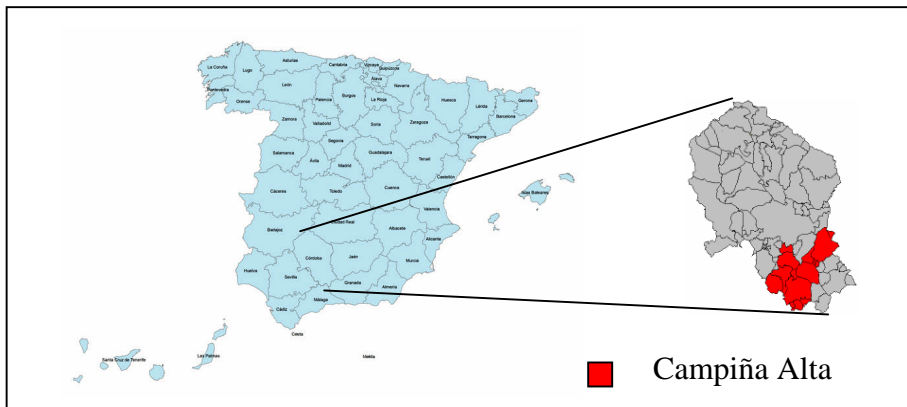 Asturias
Cantabria
Vizcaya
Guipúzcoa
La Coruña
Lugo
Álava
Navarra
Pontevedra
León
Burgos
La Rioja
Huesca
Lérida
Gerona
Orense
Palencia
Barcelona
Zamora
Valladolid
Soria
Zaragoza
Tarragona
Segovia
Salamanca
Ávila
Guadalajara
Teruel
Madrid
Castellón
Cáceres
Toledo
Cuenca
Islas Baleares
Valencia
Ciudad Real
Badajoz
Albacete
Alicante
Córdoba
Jaén
Murcia
Huelva
Sevilla
Granada
Almería
Málaga
Cádiz
Ceuta
Santa Cruz de Tenerife
Las Palmas
Melilla
Campiña Alta